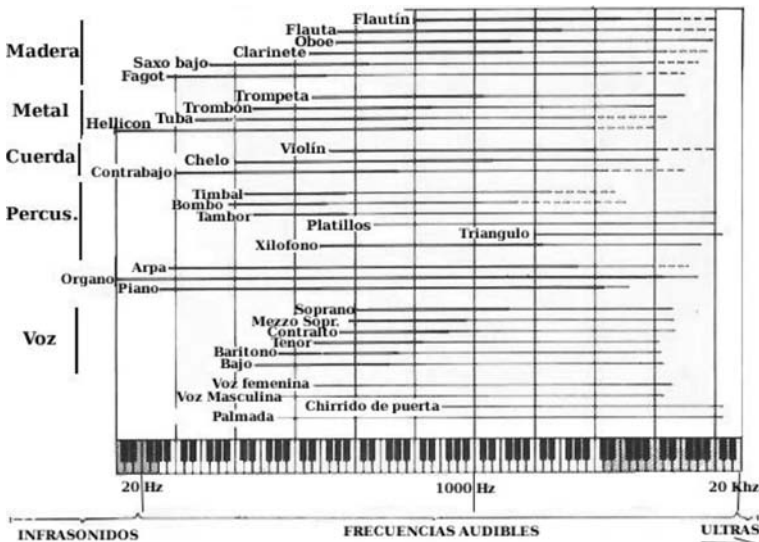 Flautín
Flauta
Oboe
Madera
Clarinete
Saxo bajo
Fagot
Trompeta
Metal
Trombón
Tuba
Hellicon
Violín
Cuerda
Chelo
Contrabajo
Timbal
Bombo
Percus.
Tambor
Platillos
Triangulo
Xilofono
Arpa
Organo
Piano
Soprano
Mezzo Sopr.
Voz
Contralto
Tenor
Baritono
Bajo
Voz femenina
Voz Masculina
Chirrido de puerta
Palmada
20 Hz 1000 Hz 20 Khz
INFRASONIDOS FRECUENCIAS AUDIBLES ULTRAS